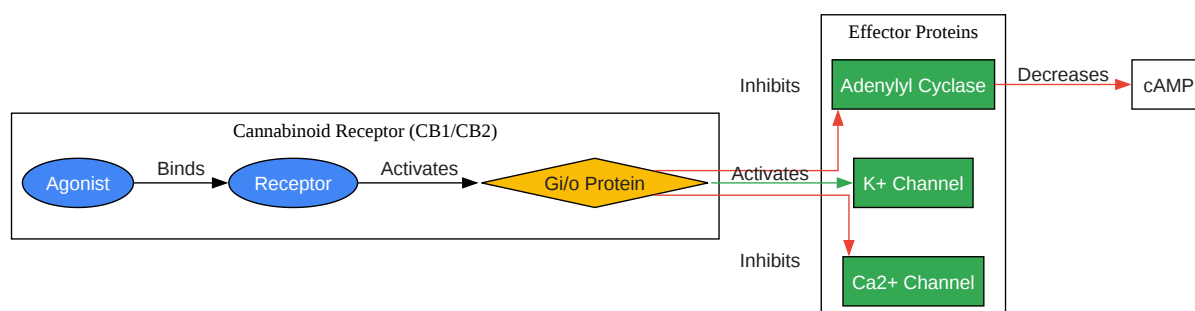 Effector Proteins
Inhibits
Adenylyl Cyclase
Decreases
cAMP
Cannabinoid Receptor (CB1/CB2)
Agonist
Binds
Receptor
Activates
Gi/o Protein
Activates
K+ Channel
Inhibits
Ca2+ Channel